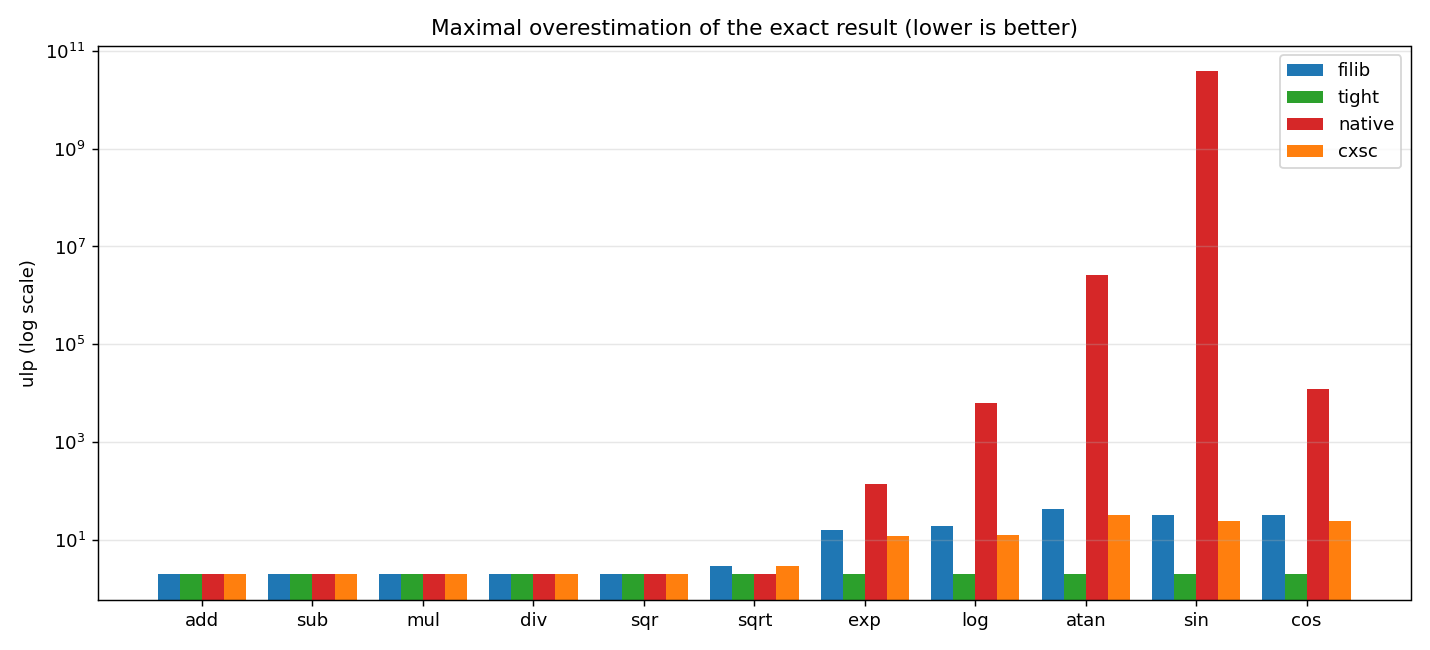 Maximal overestimation of the exact result (lower is better)
ulp (log scale)
10¹¹
10⁹
10⁷
10⁵
10³
10¹
filib
tight
native
cxsc
add sub mul div sqr sqrt exp log atan sin cos